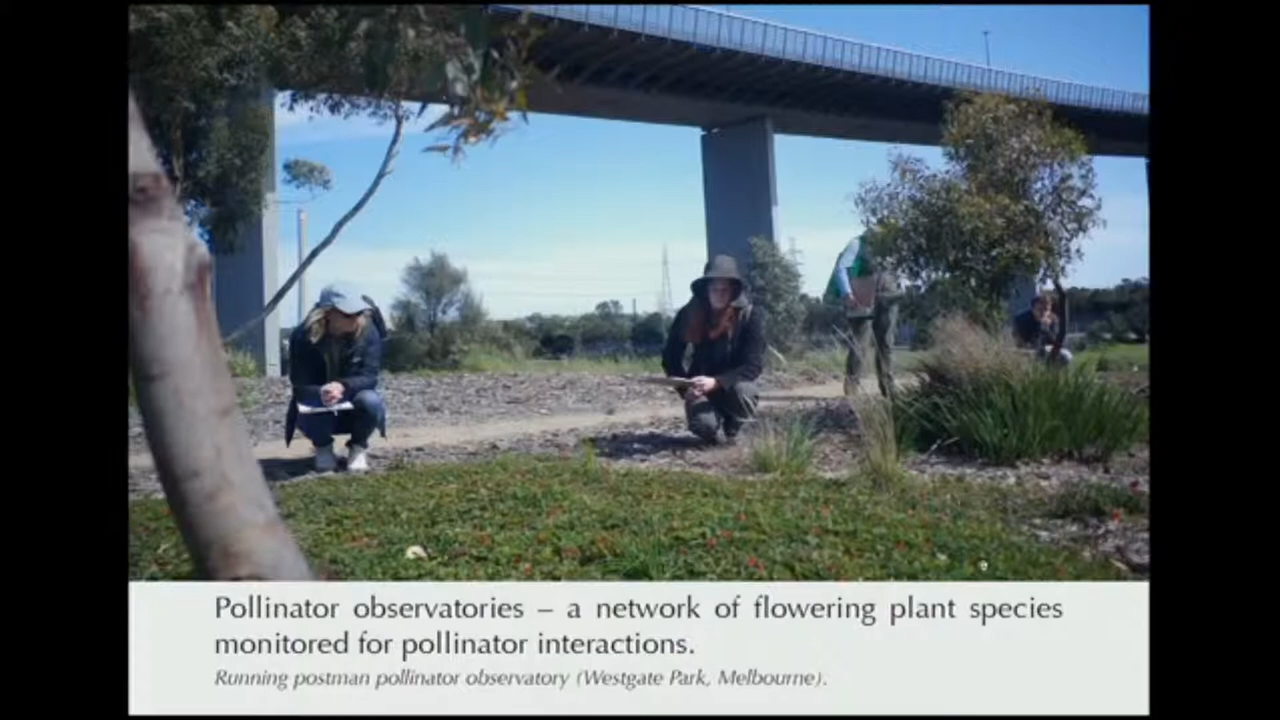 Pollinator observatories – a network of flowering plant species
monitored for pollinator interactions.
Running postman pollinator observatory (Westgate Park, Melbourne).